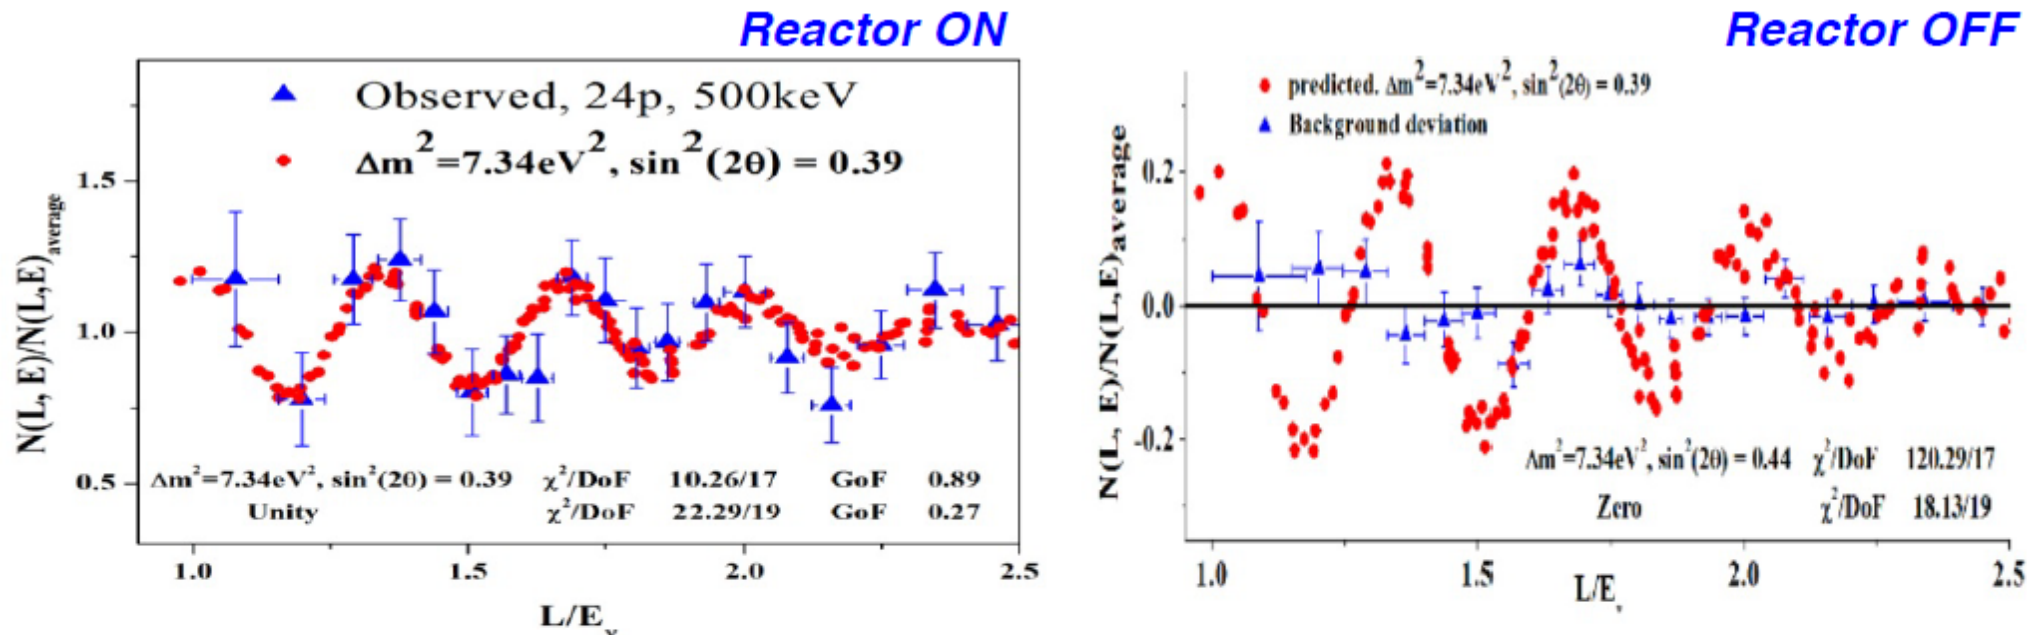 Reactor ON
Observed, 24p, 500keV
Δm²=7.34eV², sin²(2θ) = 0.39
N(L, E)/N(L,E)average
1.5
1.0
0.5
Δm²=7.34eV², sin²(2θ) = 0.39 χ²/DoF 10.26/17 GoF 0.89
Unity χ²/DoF 22.29/19 GoF 0.27
1.0 1.5 2.0 2.5
L/Eν
Reactor OFF
predicted. Δm²=7.34eV², sin²(2θ) = 0.39
Background deviation
N(L, E)/N(L,E)average
0.2
0.0
-0.2
Δm²=7.34eV², sin²(2θ) = 0.44 χ²/DoF 120.29/17
Zero χ²/DoF 18.13/19
1.0 1.5 2.0 2.5
L/Eν